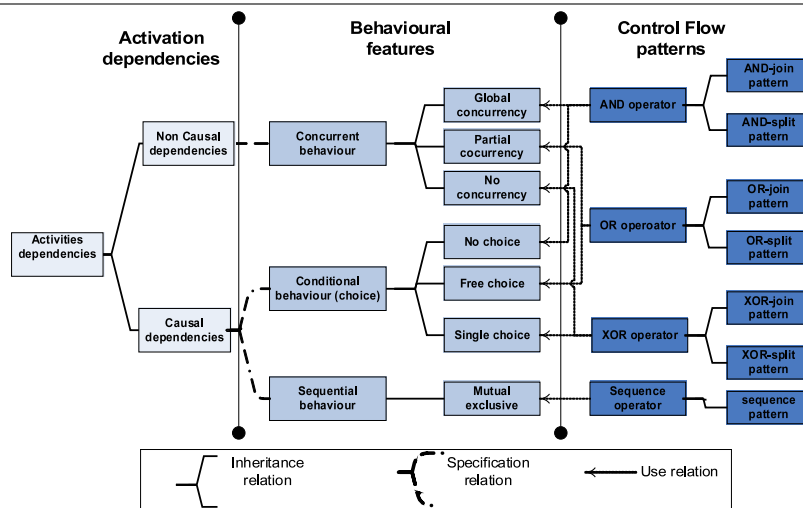 Activation
dependencies
Behavioural
features
Control Flow
patterns
Activities
dependencies
Non Causal
dependencies
Causal
dependencies
Concurrent
behaviour
Conditional
behaviour (choice)
Sequential
behaviour
Global
concurrency
Partial
cocurrency
No
concurrency
No choice
Free choice
Single choice
Mutual
exclusive
AND operator
OR operoator
XOR operator
Sequence
operator
AND-join
pattern
AND-split
pattern
OR-join
pattern
OR-split
pattern
XOR-join
pattern
XOR-split
pattern
sequence
pattern
Inheritance
relation
Specification
relation
Use relation